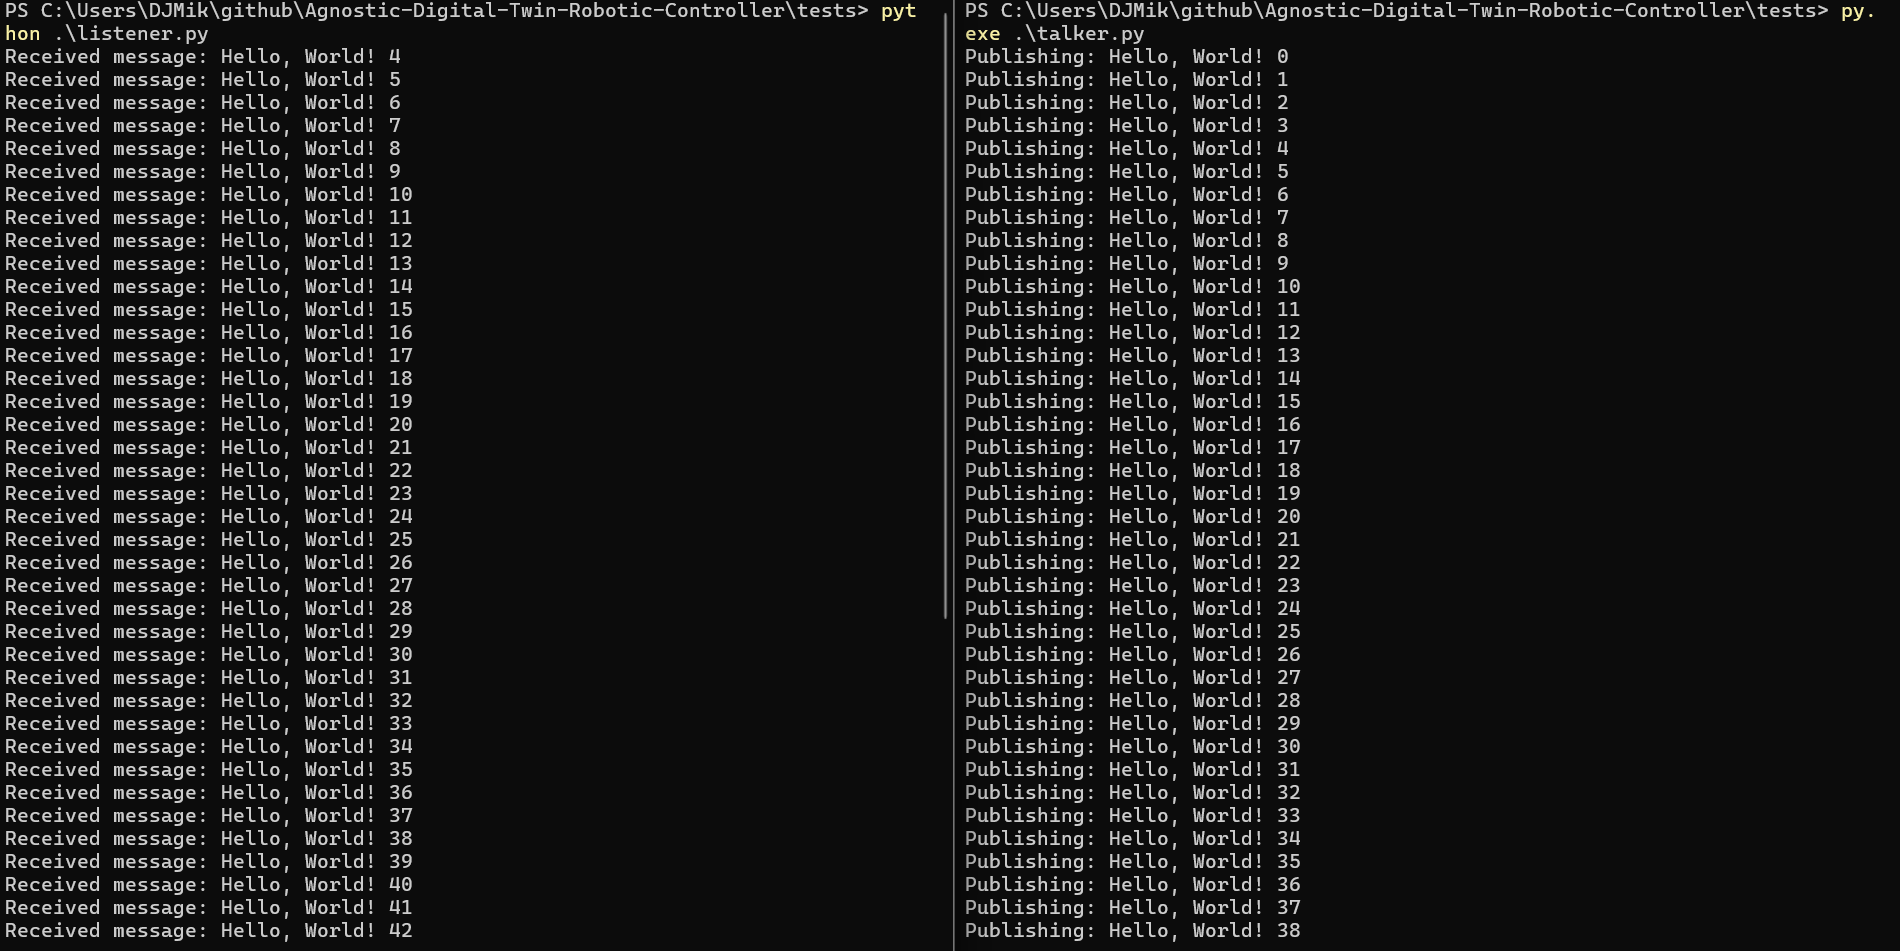 PS C:\Users\DJMik\github\Agnostic-Digital-Twin-Robotic-Controller\tests> pyt
hon .\listener.py
Received message: Hello, World! 4
Received message: Hello, World! 5
Received message: Hello, World! 6
Received message: Hello, World! 7
Received message: Hello, World! 8
Received message: Hello, World! 9
Received message: Hello, World! 10
Received message: Hello, World! 11
Received message: Hello, World! 12
Received message: Hello, World! 13
Received message: Hello, World! 14
Received message: Hello, World! 15
Received message: Hello, World! 16
Received message: Hello, World! 17
Received message: Hello, World! 18
Received message: Hello, World! 19
Received message: Hello, World! 20
Received message: Hello, World! 21
Received message: Hello, World! 22
Received message: Hello, World! 23
Received message: Hello, World! 24
Received message: Hello, World! 25
Received message: Hello, World! 26
Received message: Hello, World! 27
Received message: Hello, World! 28
Received message: Hello, World! 29
Received message: Hello, World! 30
Received message: Hello, World! 31
Received message: Hello, World! 32
Received message: Hello, World! 33
Received message: Hello, World! 34
Received message: Hello, World! 35
Received message: Hello, World! 36
Received message: Hello, World! 37
Received message: Hello, World! 38
Received message: Hello, World! 39
Received message: Hello, World! 40
Received message: Hello, World! 41
Received message: Hello, World! 42
PS C:\Users\DJMik\github\Agnostic-Digital-Twin-Robotic-Controller\tests> py.
exe .\talker.py
Publishing: Hello, World! 0
Publishing: Hello, World! 1
Publishing: Hello, World! 2
Publishing: Hello, World! 3
Publishing: Hello, World! 4
Publishing: Hello, World! 5
Publishing: Hello, World! 6
Publishing: Hello, World! 7
Publishing: Hello, World! 8
Publishing: Hello, World! 9
Publishing: Hello, World! 10
Publishing: Hello, World! 11
Publishing: Hello, World! 12
Publishing: Hello, World! 13
Publishing: Hello, World! 14
Publishing: Hello, World! 15
Publishing: Hello, World! 16
Publishing: Hello, World! 17
Publishing: Hello, World! 18
Publishing: Hello, World! 19
Publishing: Hello, World! 20
Publishing: Hello, World! 21
Publishing: Hello, World! 22
Publishing: Hello, World! 23
Publishing: Hello, World! 24
Publishing: Hello, World! 25
Publishing: Hello, World! 26
Publishing: Hello, World! 27
Publishing: Hello, World! 28
Publishing: Hello, World! 29
Publishing: Hello, World! 30
Publishing: Hello, World! 31
Publishing: Hello, World! 32
Publishing: Hello, World! 33
Publishing: Hello, World! 34
Publishing: Hello, World! 35
Publishing: Hello, World! 36
Publishing: Hello, World! 37
Publishing: Hello, World! 38